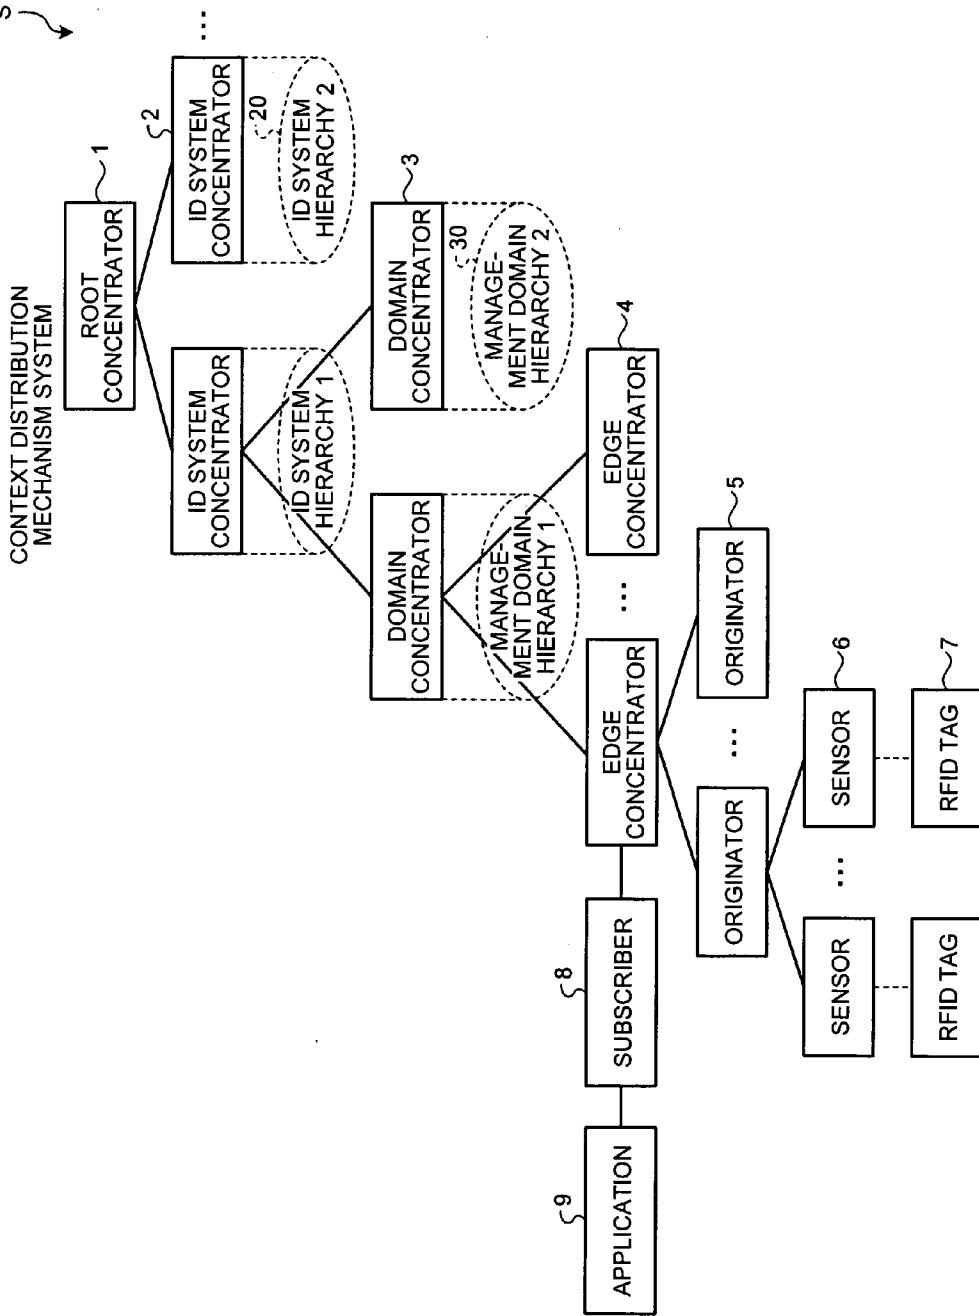 CONTEXT DISTRIBUTION
MECHANISM SYSTEM
S
ROOT
CONCENTRATOR
1
ID SYSTEM
CONCENTRATOR
ID SYSTEM
CONCENTRATOR
2
...
ID SYSTEM
HIERARCHY 1
ID SYSTEM
HIERARCHY 2
20
DOMAIN
CONCENTRATOR
DOMAIN
CONCENTRATOR
3
MANAGE-
MENT DOMAIN
HIERARCHY 1
MANAGE-
MENT DOMAIN
HIERARCHY 2
30
APPLICATION
9
SUBSCRIBER
8
EDGE
CONCENTRATOR
...
EDGE
CONCENTRATOR
4
ORIGINATOR
...
ORIGINATOR
5
SENSOR
...
SENSOR
6
RFID TAG
RFID TAG
7